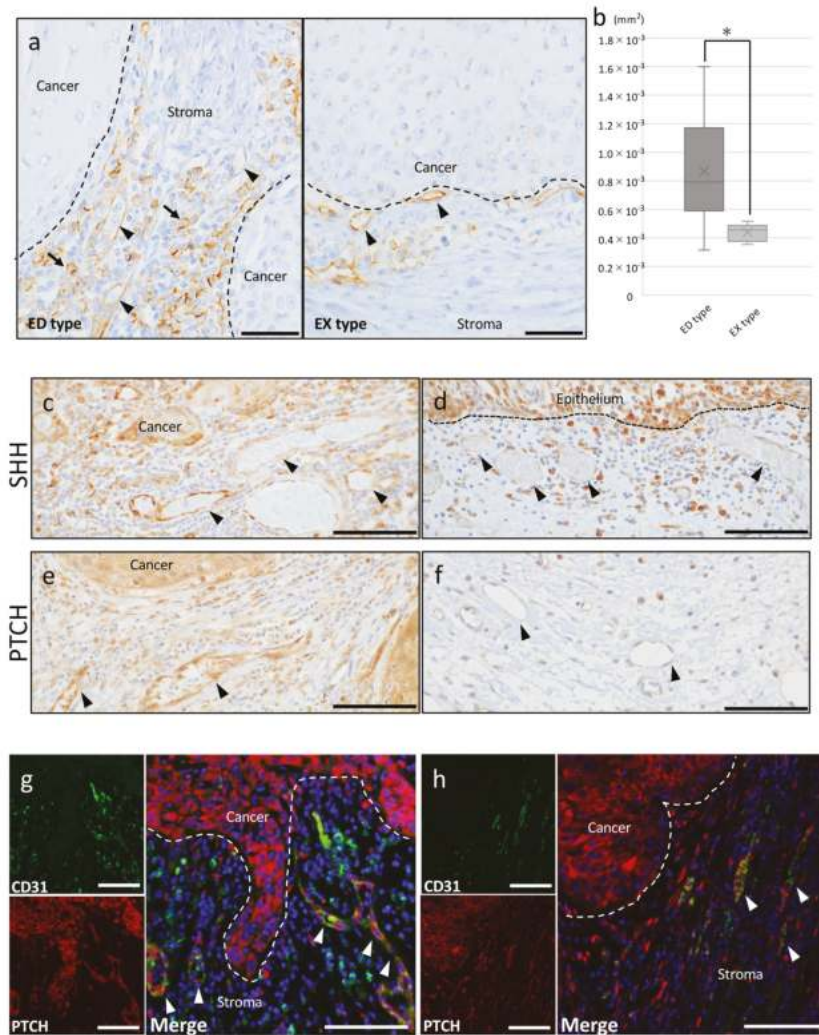 a
Cancer
Stroma
Cancer
ED type
Cancer
EX type
Stroma
b
(mm²)
*
1.8×10⁻³
1.6×10⁻³
1.4×10⁻³
1.2×10⁻³
1.0×10⁻³
0.8×10⁻³
0.6×10⁻³
0.4×10⁻³
0.2×10⁻³
0
ED type
EX type
SHH
c
Cancer
d
Epithelium
PTCH
e
Cancer
f
g
CD31
PTCH
Cancer
Stroma
Merge
h
CD31
PTCH
Cancer
Stroma
Merge